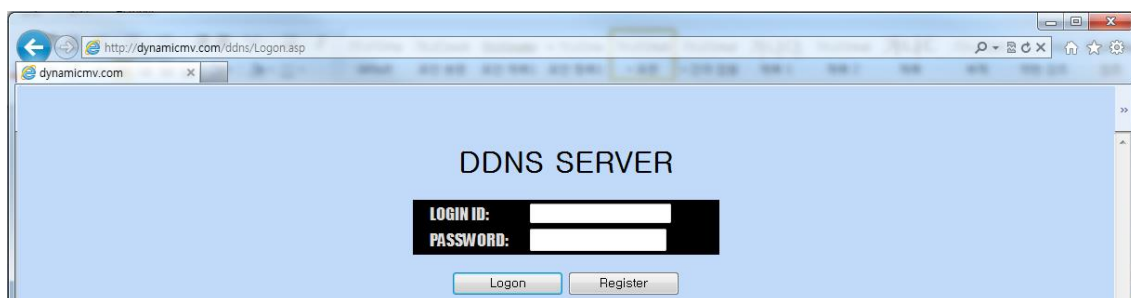 http://dynamicmv.com/ddns/Logon.asp
dynamicmv.com
DDNS SERVER
LOGIN ID:
PASSWORD:
Logon
Register